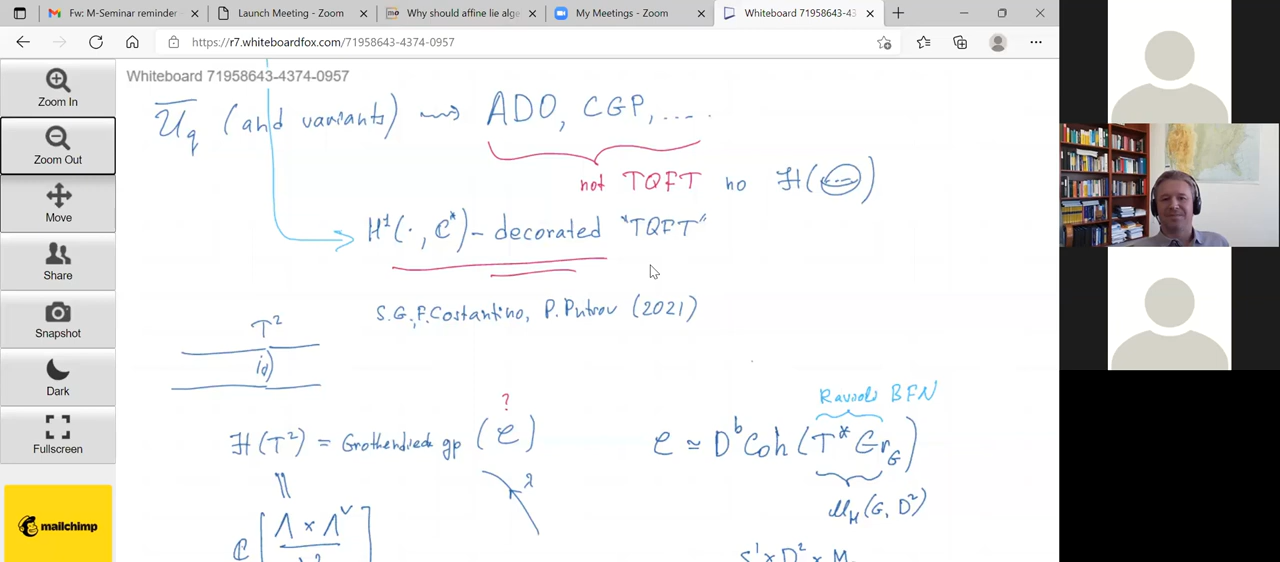 Fw: M-Seminar reminder
Launch Meeting - Zoom
Why should affine lie alge
My Meetings - Zoom
Whiteboard 71958643-43
https://r7.whiteboardfox.com/71958643-4374-0957
Whiteboard 71958643-4374-0957
Zoom In
Zoom Out
Move
Share
Snapshot
Dark
Fullscreen
mailchimp
U̅_q (and variants) ⟿ ADO, CGP, ....
not TQFT no ℋ( )
H¹(·, ℂ*) - decorated "TQFT"
S.G., F. Costantino, P. Putrov (2021)
T²
id
?
ℋ(T²) = Grothendieck gp (𝒞)
λ
||
ℂ[Λ × Λ^∨
Ravioli BFN
𝒞 ≃ D^b Coh (T* Gr_G)
ℳ_H (G, D²)
S¹ × D² × M